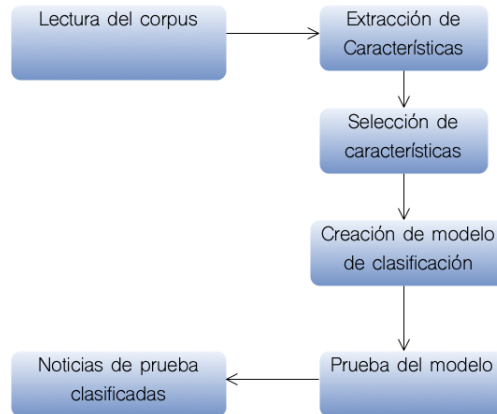 Lectura del corpus
Extracción de
Características
Selección de
características
Creación de modelo
de clasificación
Prueba del modelo
Noticias de prueba
clasificadas